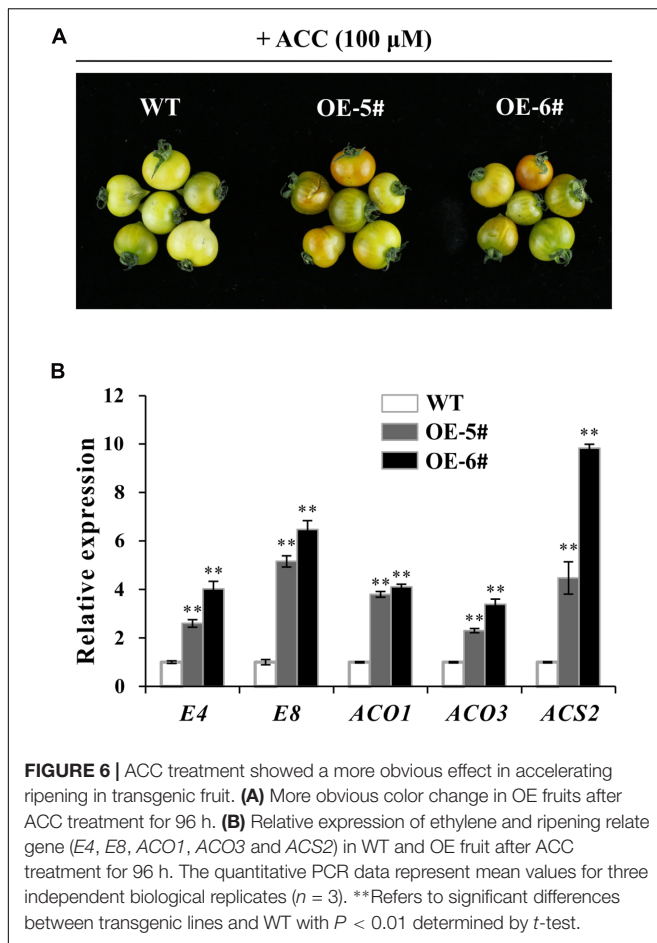 A
+ ACC (100 μM)
WT OE-5# OE-6#
B
Relative expression
12
10
8
6
4
2
0
WT
OE-5#
OE-6#
** ** ** ** ** ** ** ** ** **
E4 E8 ACO1 ACO3 ACS2
FIGURE 6 | ACC treatment showed a more obvious effect in accelerating
ripening in transgenic fruit. (A) More obvious color change in OE fruits after
ACC treatment for 96 h. (B) Relative expression of ethylene and ripening relate
gene (E4, E8, ACO1, ACO3 and ACS2) in WT and OE fruit after ACC
treatment for 96 h. The quantitative PCR data represent mean values for three
independent biological replicates (n = 3). **Refers to significant differences
between transgenic lines and WT with P < 0.01 determined by t-test.